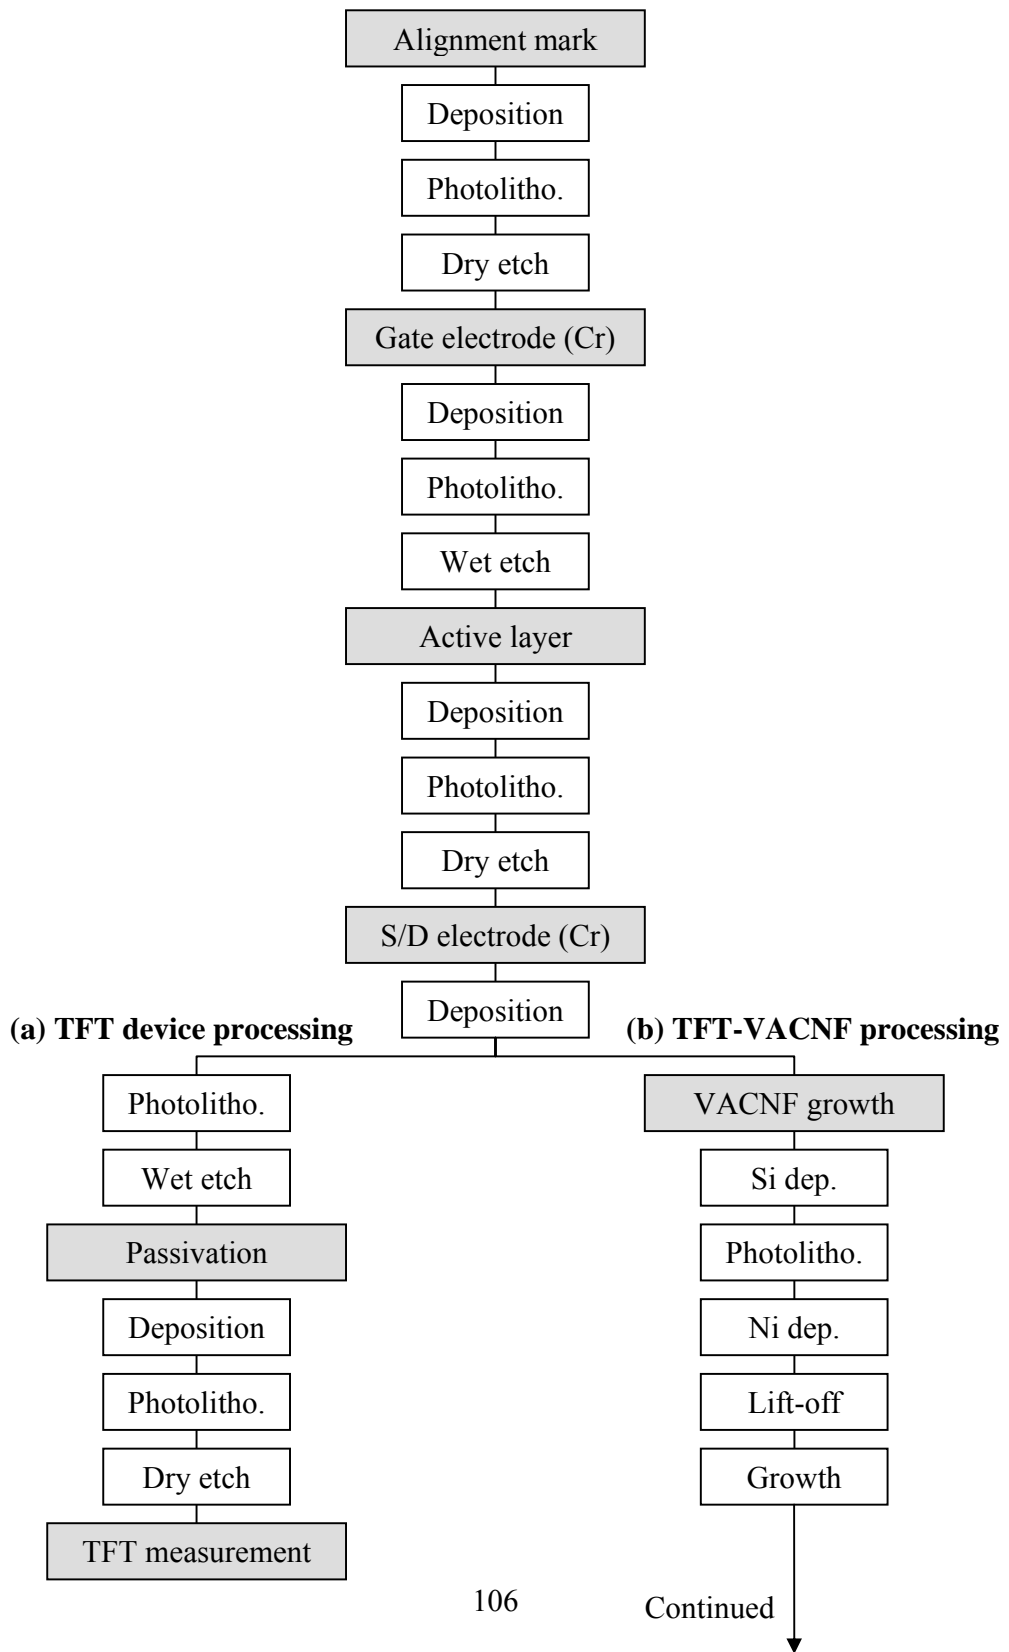 Alignment mark
Deposition
Photolitho.
Dry etch
Gate electrode (Cr)
Deposition
Photolitho.
Wet etch
Active layer
Deposition
Photolitho.
Dry etch
S/D electrode (Cr)
Deposition
(a) TFT device processing
Photolitho.
Wet etch
Passivation
Deposition
Photolitho.
Dry etch
TFT measurement
(b) TFT-VACNF processing
VACNF growth
Si dep.
Photolitho.
Ni dep.
Lift-off
Growth
Continued
106